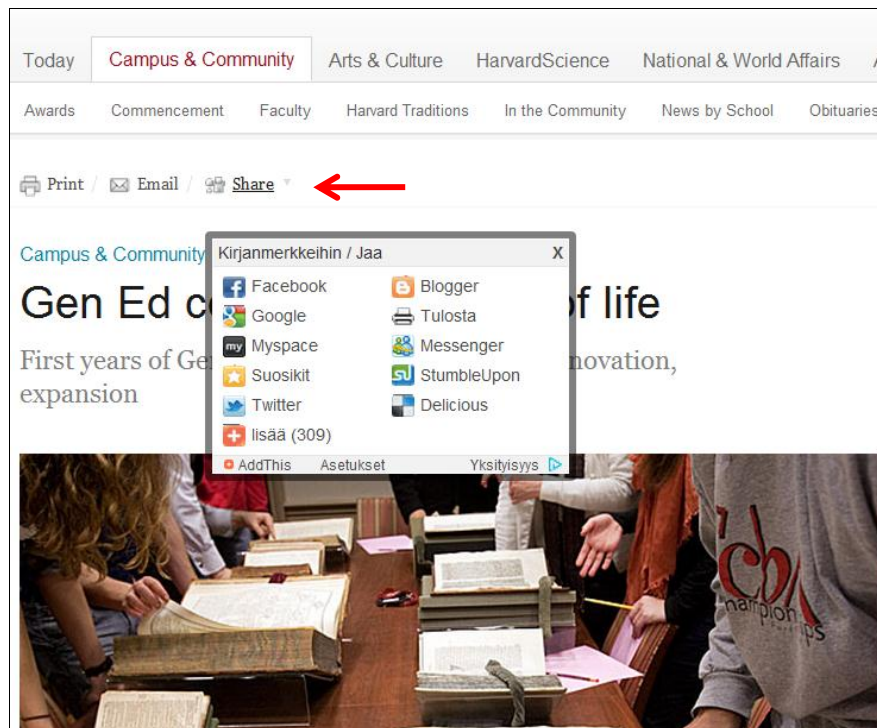 Today Campus & Community Arts & Culture HarvardScience National & World Affairs
Awards Commencement Faculty Harvard Traditions In the Community News by School Obituaries
Print / Email / Share
Campus & Community
Kirjanmerkkeihin / Jaa X
Facebook Blogger
Google Tulosta
my Myspace Messenger
Suosikit StumbleUpon
Twitter Delicious
lisää (309)
AddThis Asetukset Yksityisyys
Gen Ed of life
First years of
expansion